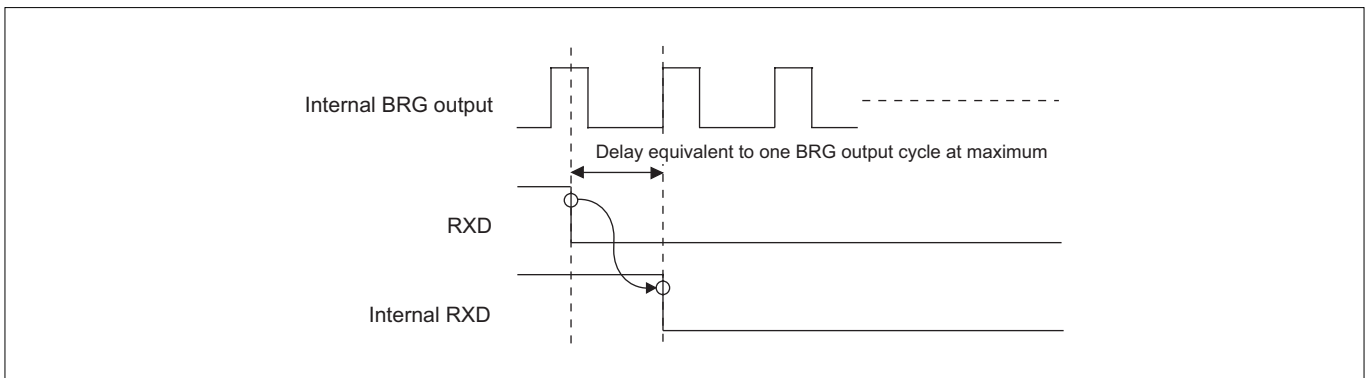 Internal BRG output
Delay equivalent to one BRG output cycle at maximum
RXD
Internal RXD